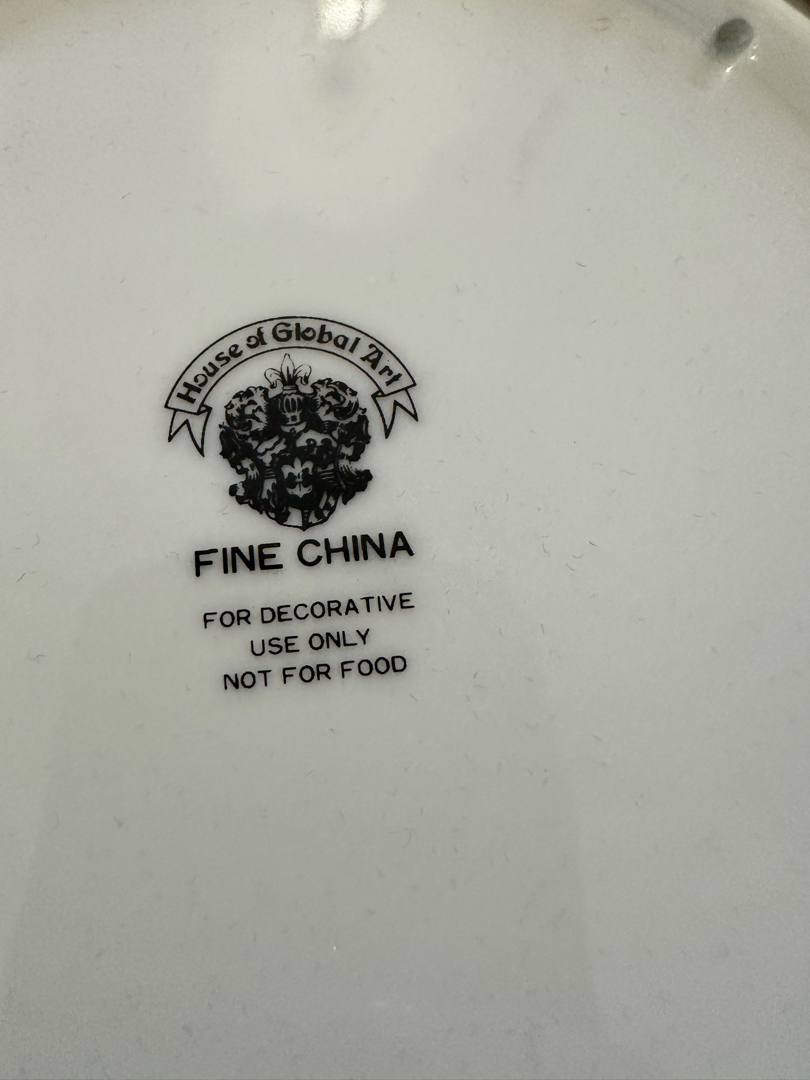 House of Global Art
FINE CHINA
FOR DECORATIVE
USE ONLY
NOT FOR FOOD